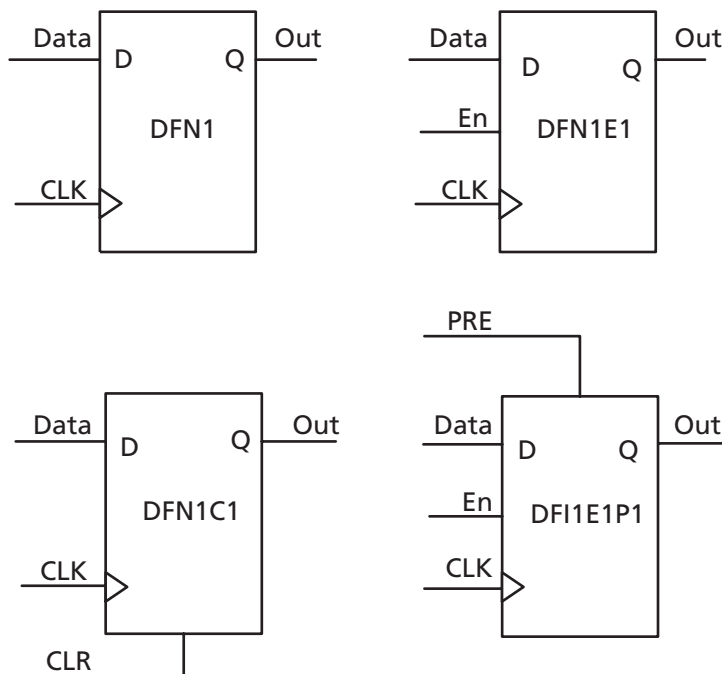 Data
Out
D
Q
DFN1
CLK
Data
Out
D
Q
En
DFN1E1
CLK
Data
Out
D
Q
DFN1C1
CLK
CLR
PRE
Data
Out
D
Q
En
DFI1E1P1
CLK